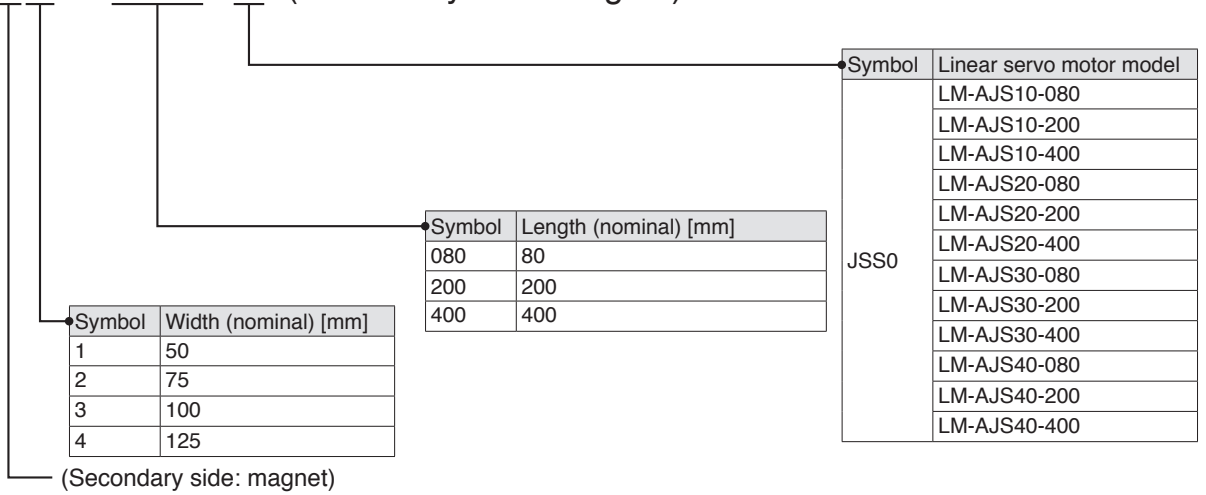 Symbol Linear servo motor model
JSS0
LM-AJS10-080
LM-AJS10-200
LM-AJS10-400
LM-AJS20-080
LM-AJS20-200
LM-AJS20-400
LM-AJS30-080
LM-AJS30-200
LM-AJS30-400
LM-AJS40-080
LM-AJS40-200
LM-AJS40-400
Symbol Length (nominal) [mm]
080 80
200 200
400 400
Symbol Width (nominal) [mm]
1 50
2 75
3 100
4 125
(Secondary side: magnet)